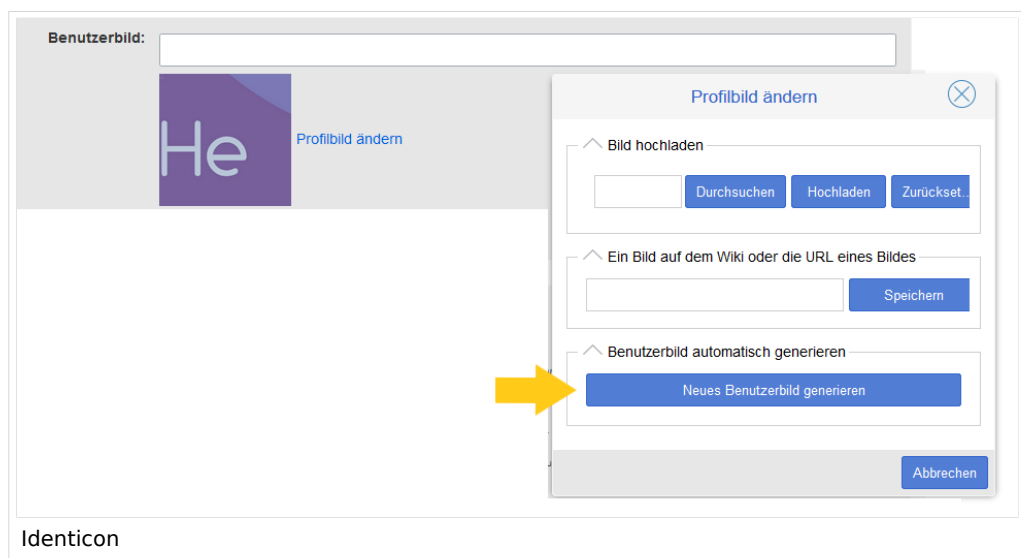 Benutzerbild:
He
Profilbild ändern
Profilbild ändern
Bild hochladen
Durchsuchen Hochladen Zurückset..
Ein Bild auf dem Wiki oder die URL eines Bildes
Speichern
Benutzerbild automatisch generieren
Neues Benutzerbild generieren
Abbrechen
Identicon